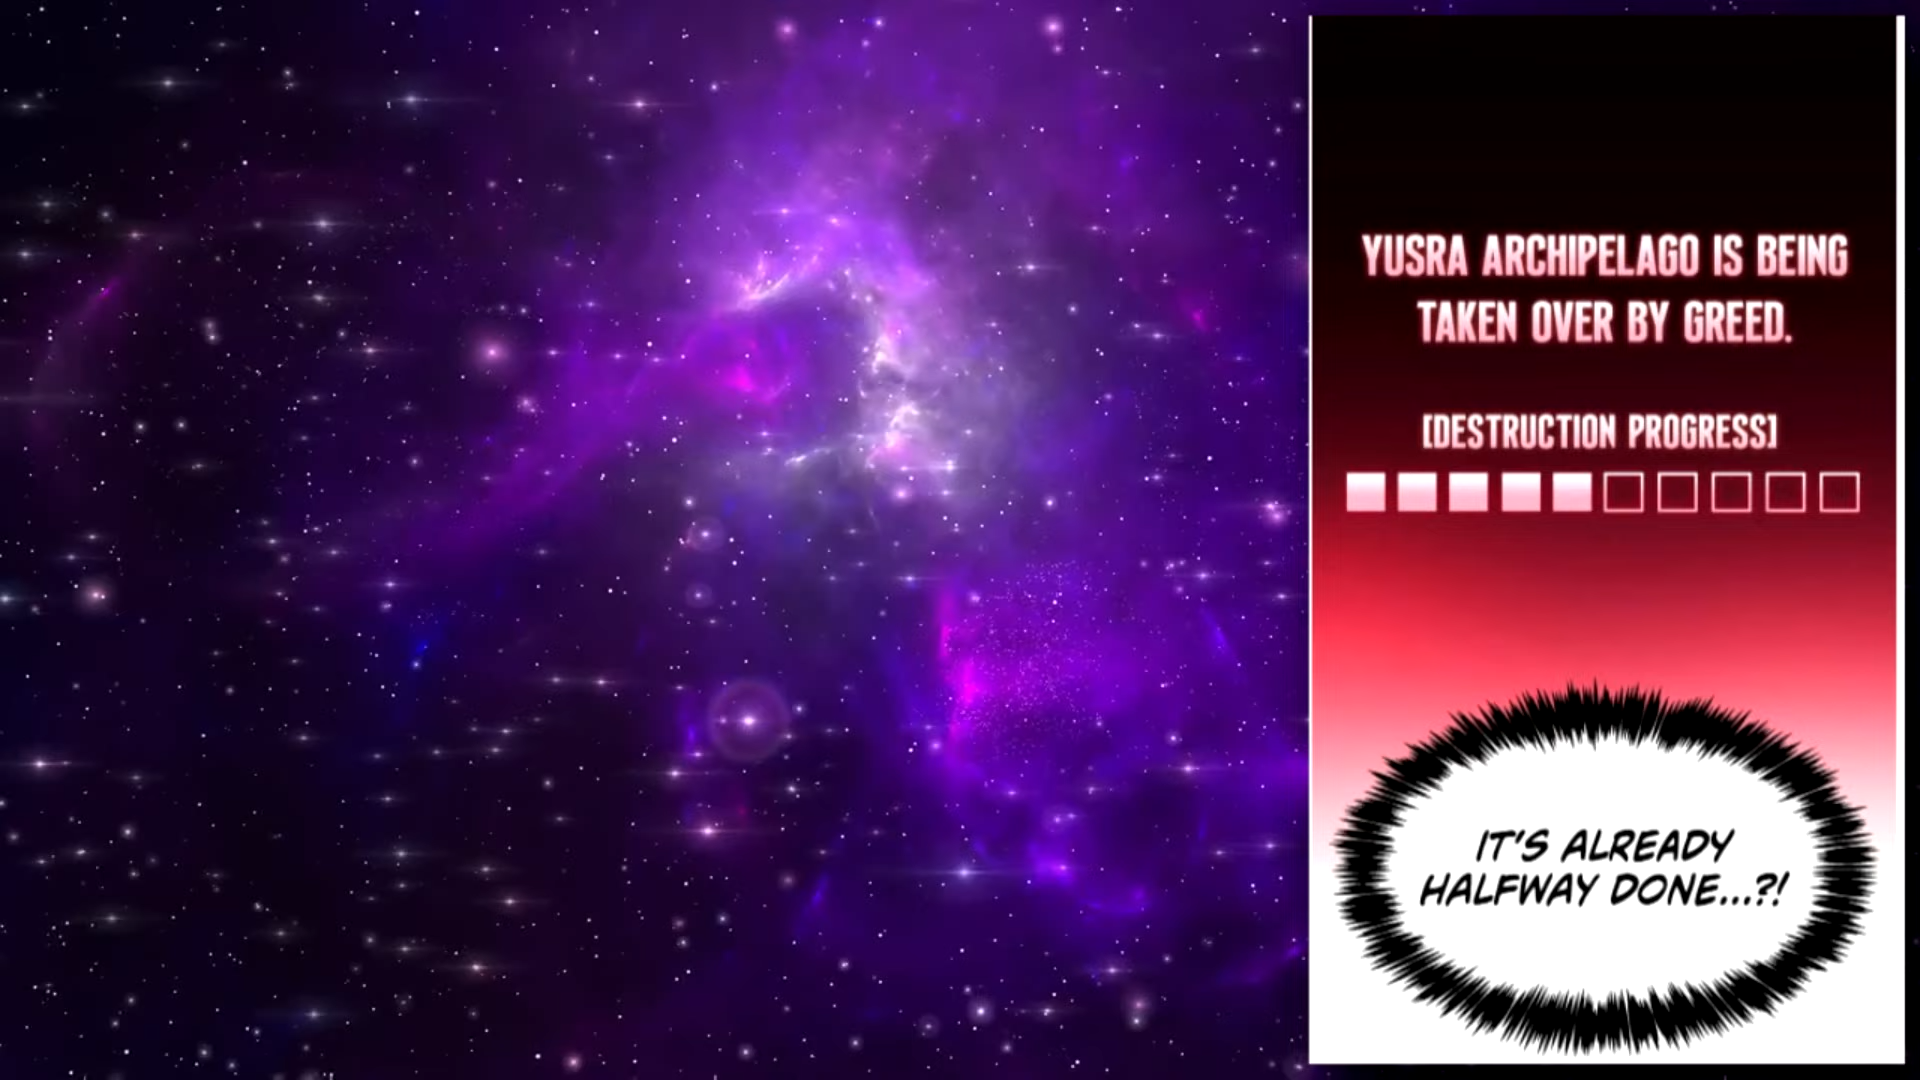 YUSRA ARCHIPELAGO IS BEING
TAKEN OVER BY GREED.
[DESTRUCTION PROGRESS]
IT'S ALREADY
HALFWAY DONE...?!